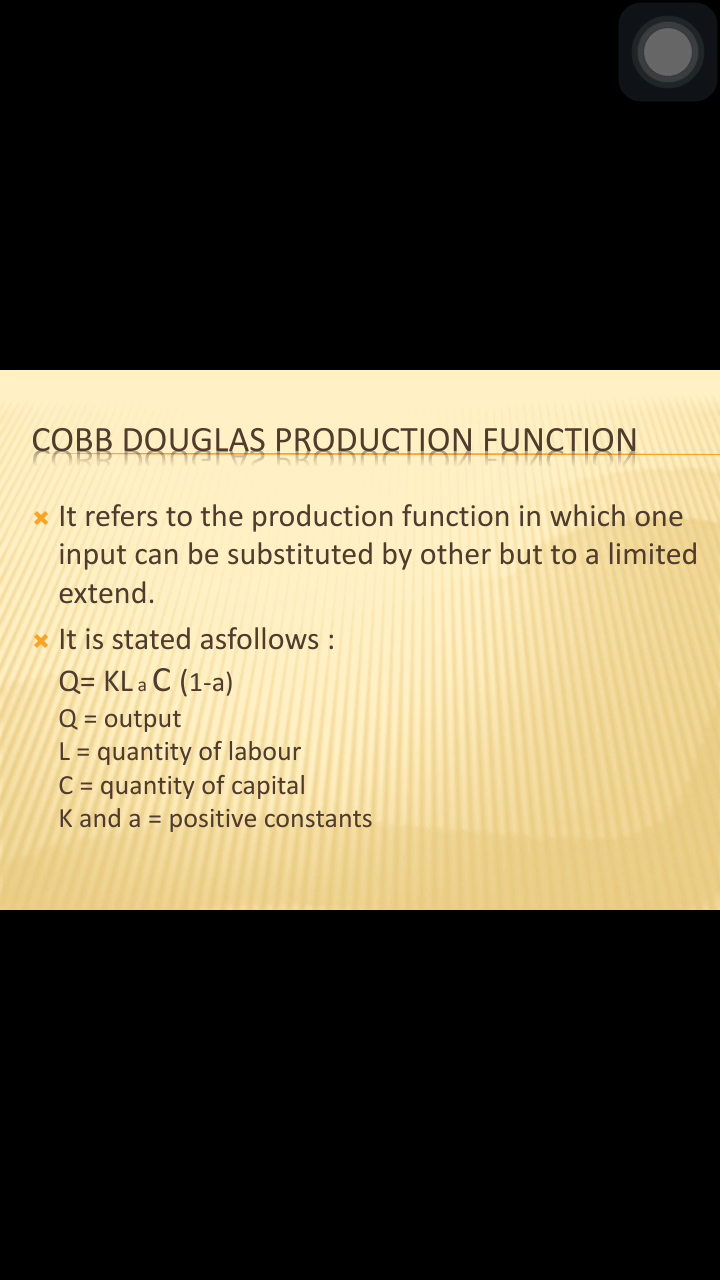 COBB DOUGLAS PRODUCTION FUNCTION
It refers to the production function in which one
input can be substituted by other but to a limited
extend.
It is stated asfollows :
Q= KL a C (1-a)
Q = output
L = quantity of labour
C = quantity of capital
K and a = positive constants